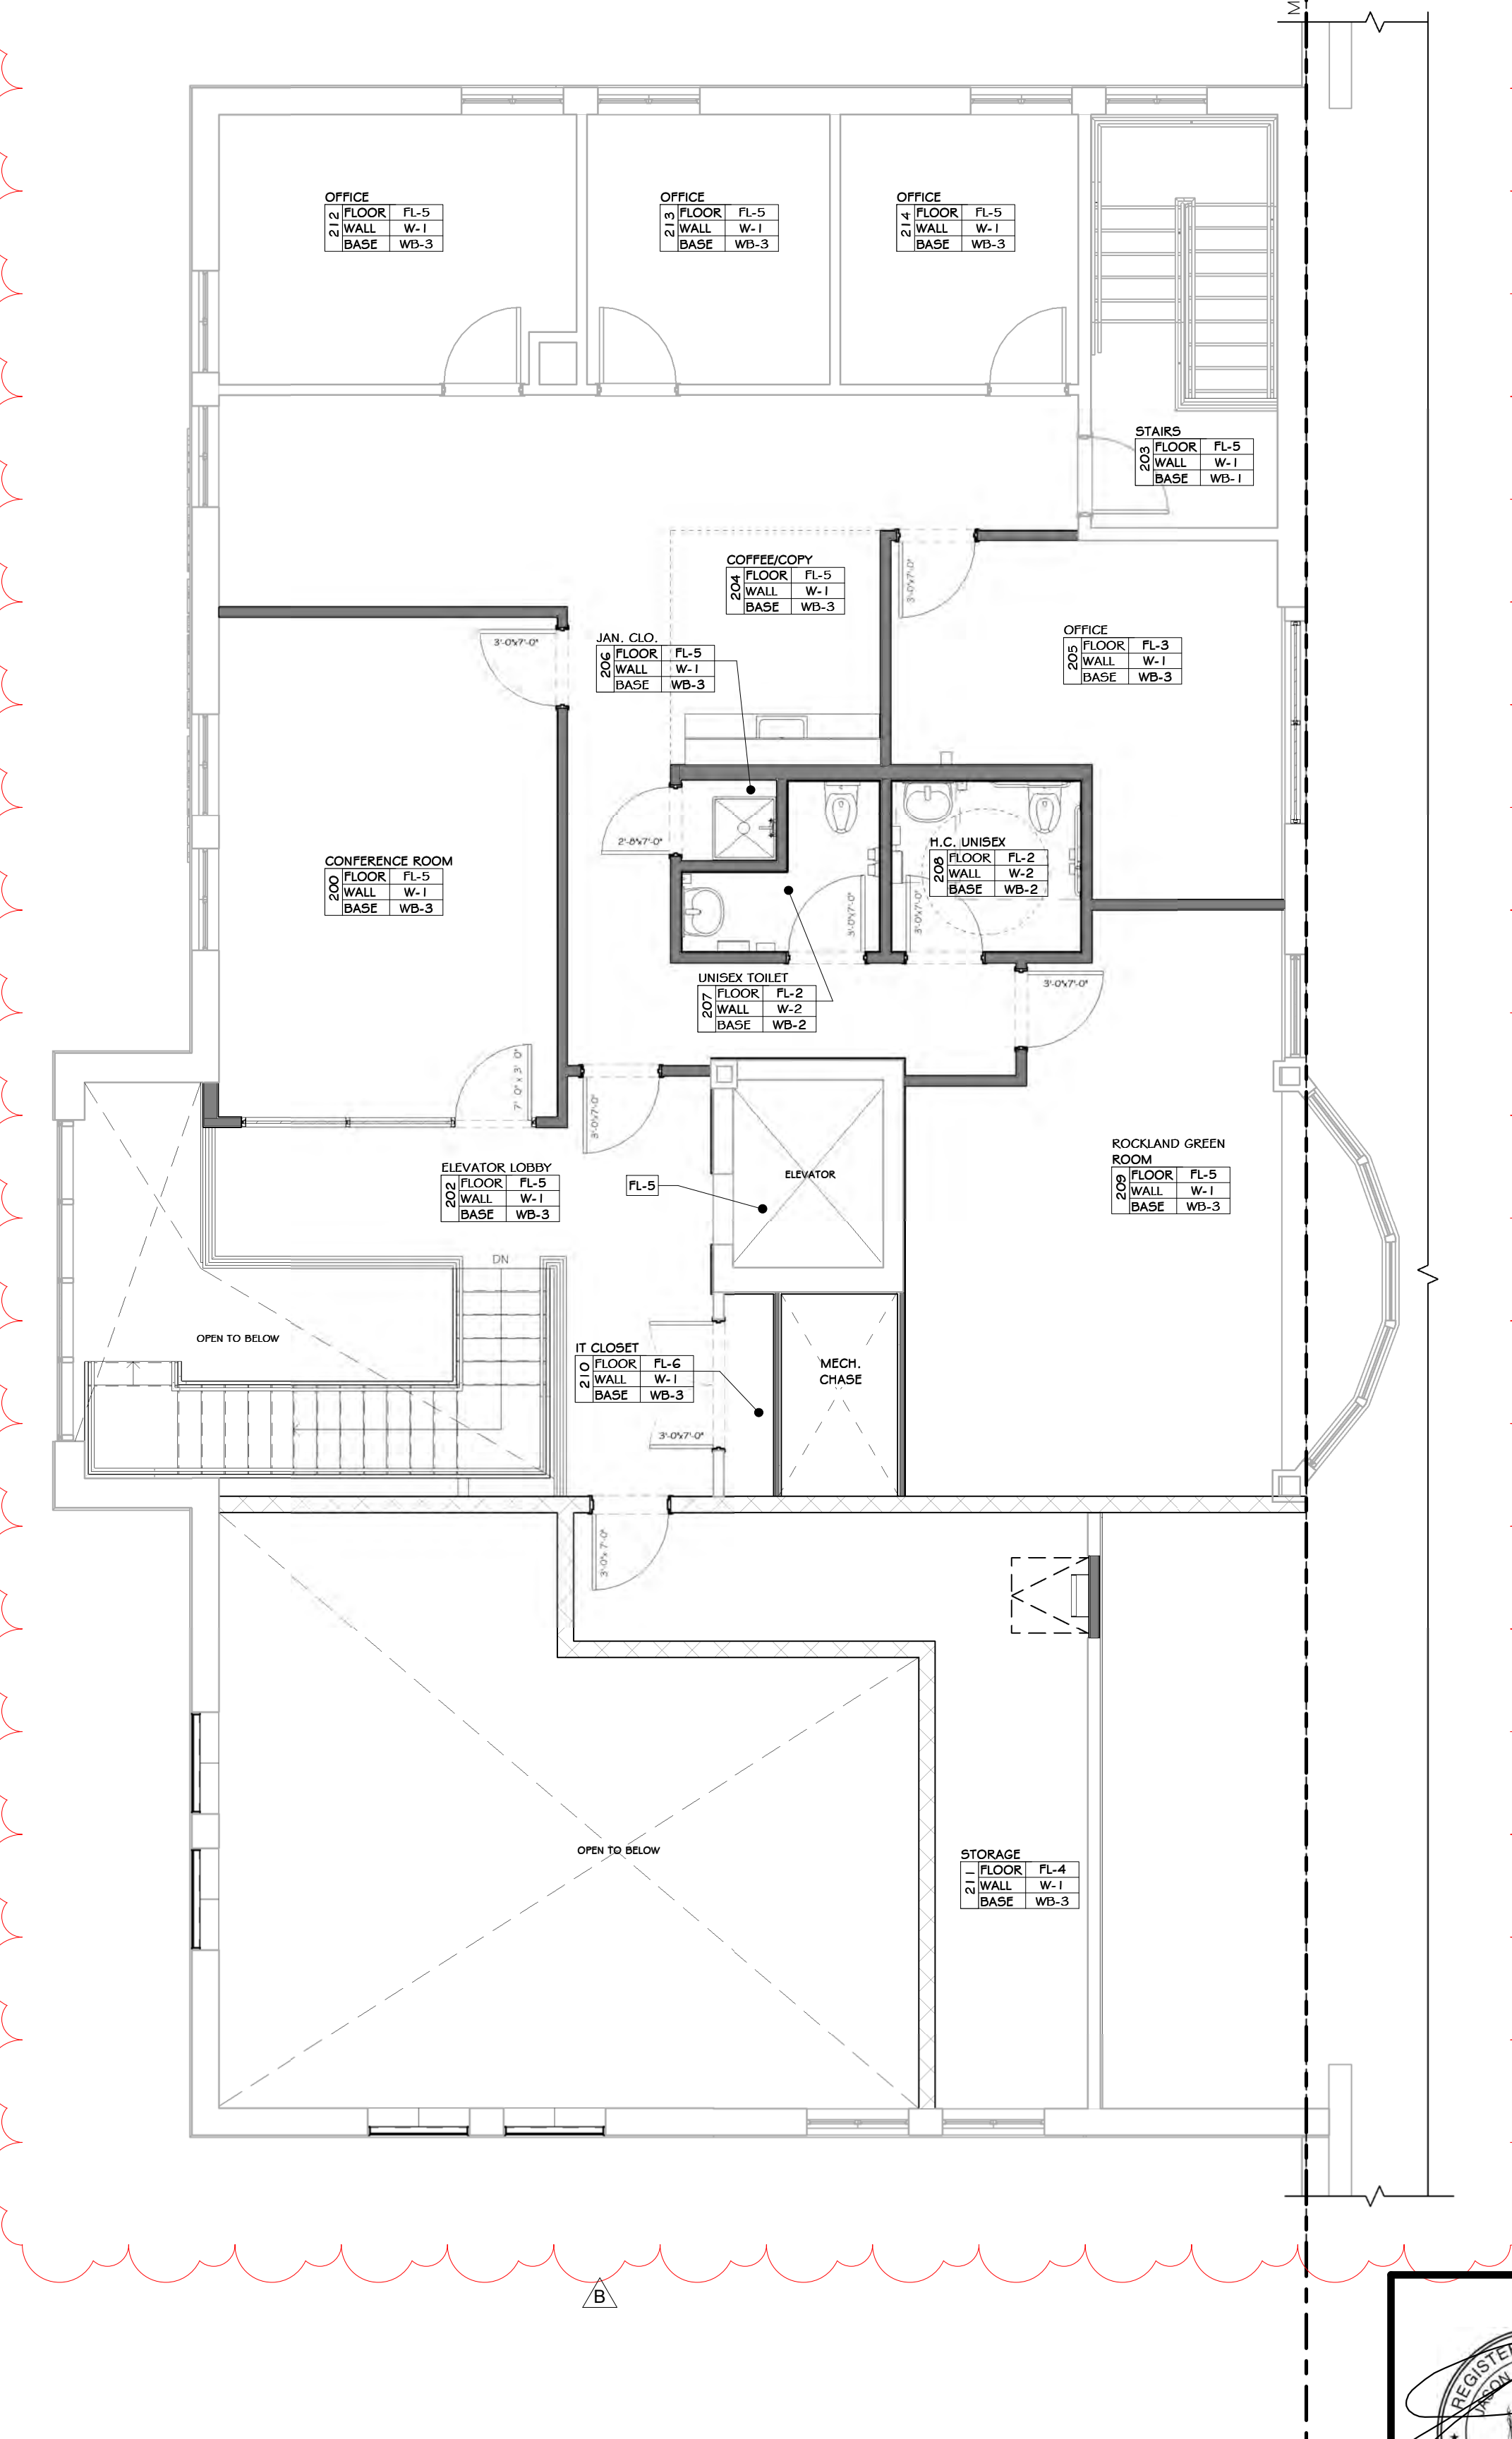 M
OFFICE
212 FLOOR FL-5
WALL W-1
BASE WB-3
OFFICE
213 FLOOR FL-5
WALL W-1
BASE WB-3
OFFICE
214 FLOOR FL-5
WALL W-1
BASE WB-3
STAIRS
203 FLOOR FL-5
WALL W-1
BASE WB-1
COFFEE/COPY
204 FLOOR FL-5
WALL W-1
BASE WB-3
3'-0"x7'-0"
OFFICE
205 FLOOR FL-3
WALL W-1
BASE WB-3
JAN. CLO.
206 FLOOR FL-5
WALL W-1
BASE WB-3
3'-0"x7'-0"
2'-8"x7'-0"
CONFERENCE ROOM
200 FLOOR FL-5
WALL W-1
BASE WB-3
H.C. UNISEX
208 FLOOR FL-2
WALL W-2
BASE WB-2
3'-0"x7'-0"
3'-0"x7'-0"
UNISEX TOILET
207 FLOOR FL-2
WALL W-2
BASE WB-2
3'-0"x7'-0"
7' 0" x 3' 0"
3'-0"x7'-0"
ELEVATOR LOBBY
202 FLOOR FL-5
WALL W-1
BASE WB-3
FL-5
ELEVATOR
ROCKLAND GREEN
ROOM
209 FLOOR FL-5
WALL W-1
BASE WB-3
DN
OPEN TO BELOW
IT CLOSET
210 FLOOR FL-6
WALL W-1
BASE WB-3
MECH.
CHASE
3'-0"x7'-0"
3'-0"x 7'-0"
OPEN TO BELOW
STORAGE
211 FLOOR FL-4
WALL W-1
BASE WB-3
B
REGISTE
JASON